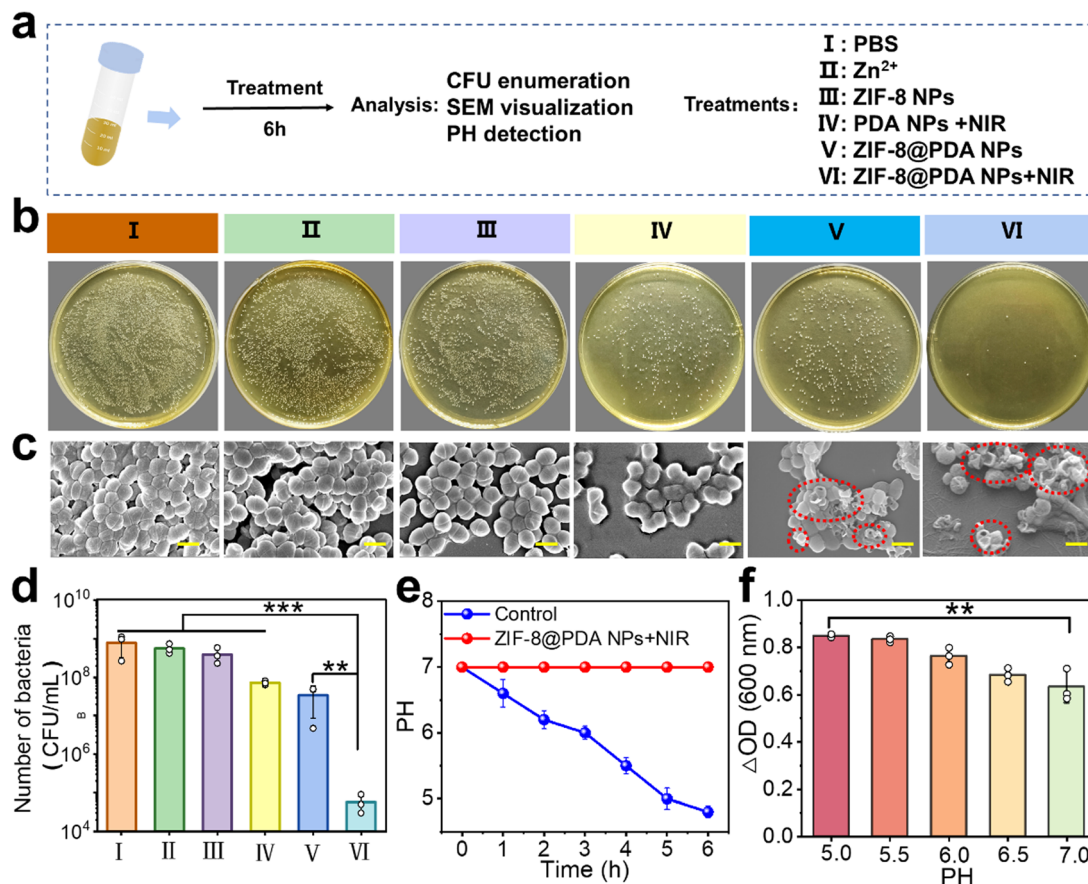 a
Treatment
6h
Analysis:
CFU enumeration
SEM visualization
PH detection
Treatments:
Ⅰ: PBS
Ⅱ: Zn²⁺
Ⅲ: ZIF-8 NPs
Ⅳ: PDA NPs +NIR
Ⅴ: ZIF-8@PDA NPs
Ⅵ: ZIF-8@PDA NPs+NIR
b
Ⅰ Ⅱ Ⅲ Ⅳ Ⅴ Ⅵ
c
d
Number of bacteria
( CFU/mL)
B
10¹⁰
10⁸
10⁶
10⁴
***
**
Ⅰ Ⅱ Ⅲ Ⅳ Ⅴ Ⅵ
e
PH
8
7
6
5
Control
ZIF-8@PDA NPs+NIR
0 1 2 3 4 5 6
Time (h)
f
△OD (600 nm)
1.0
0.8
0.6
0.4
0.2
0.0
**
5.0 5.5 6.0 6.5 7.0
PH